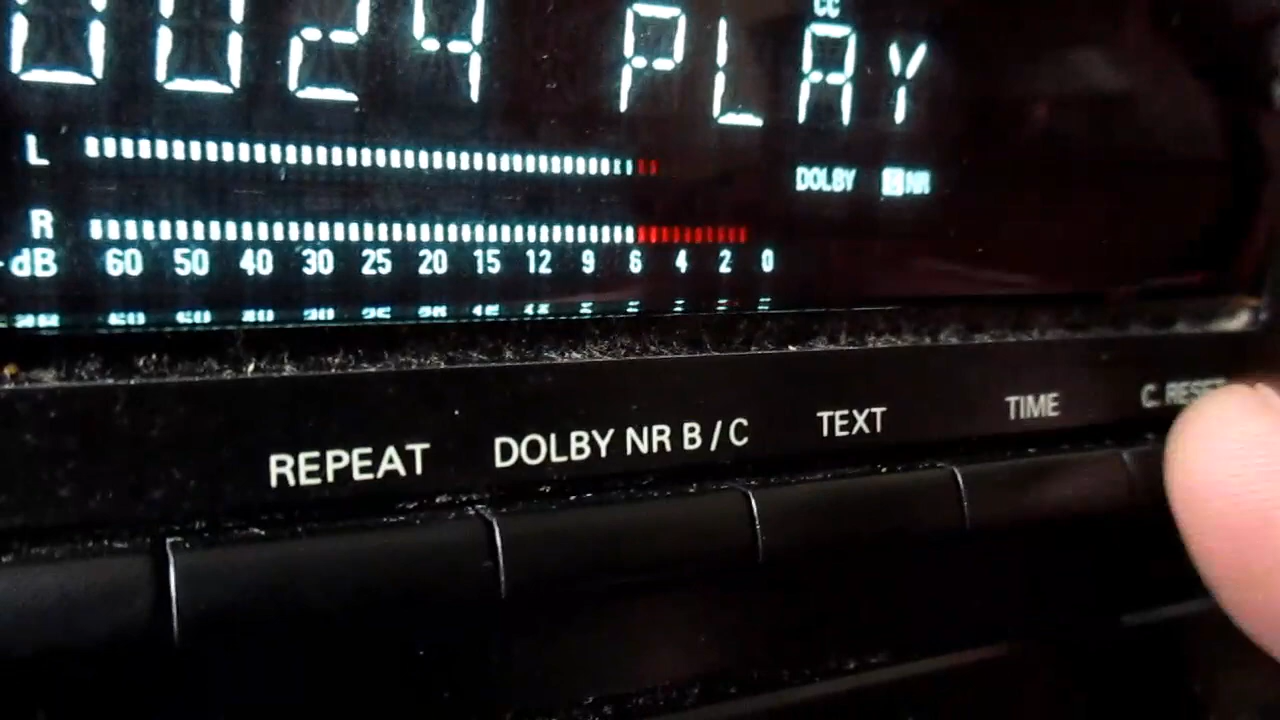 0024 PLAY
CC
L
DOLBY B NR
R
-dB 60 50 40 30 25 20 15 12 9 6 4 2 0
REPEAT DOLBY NR B / C TEXT TIME C. RESET